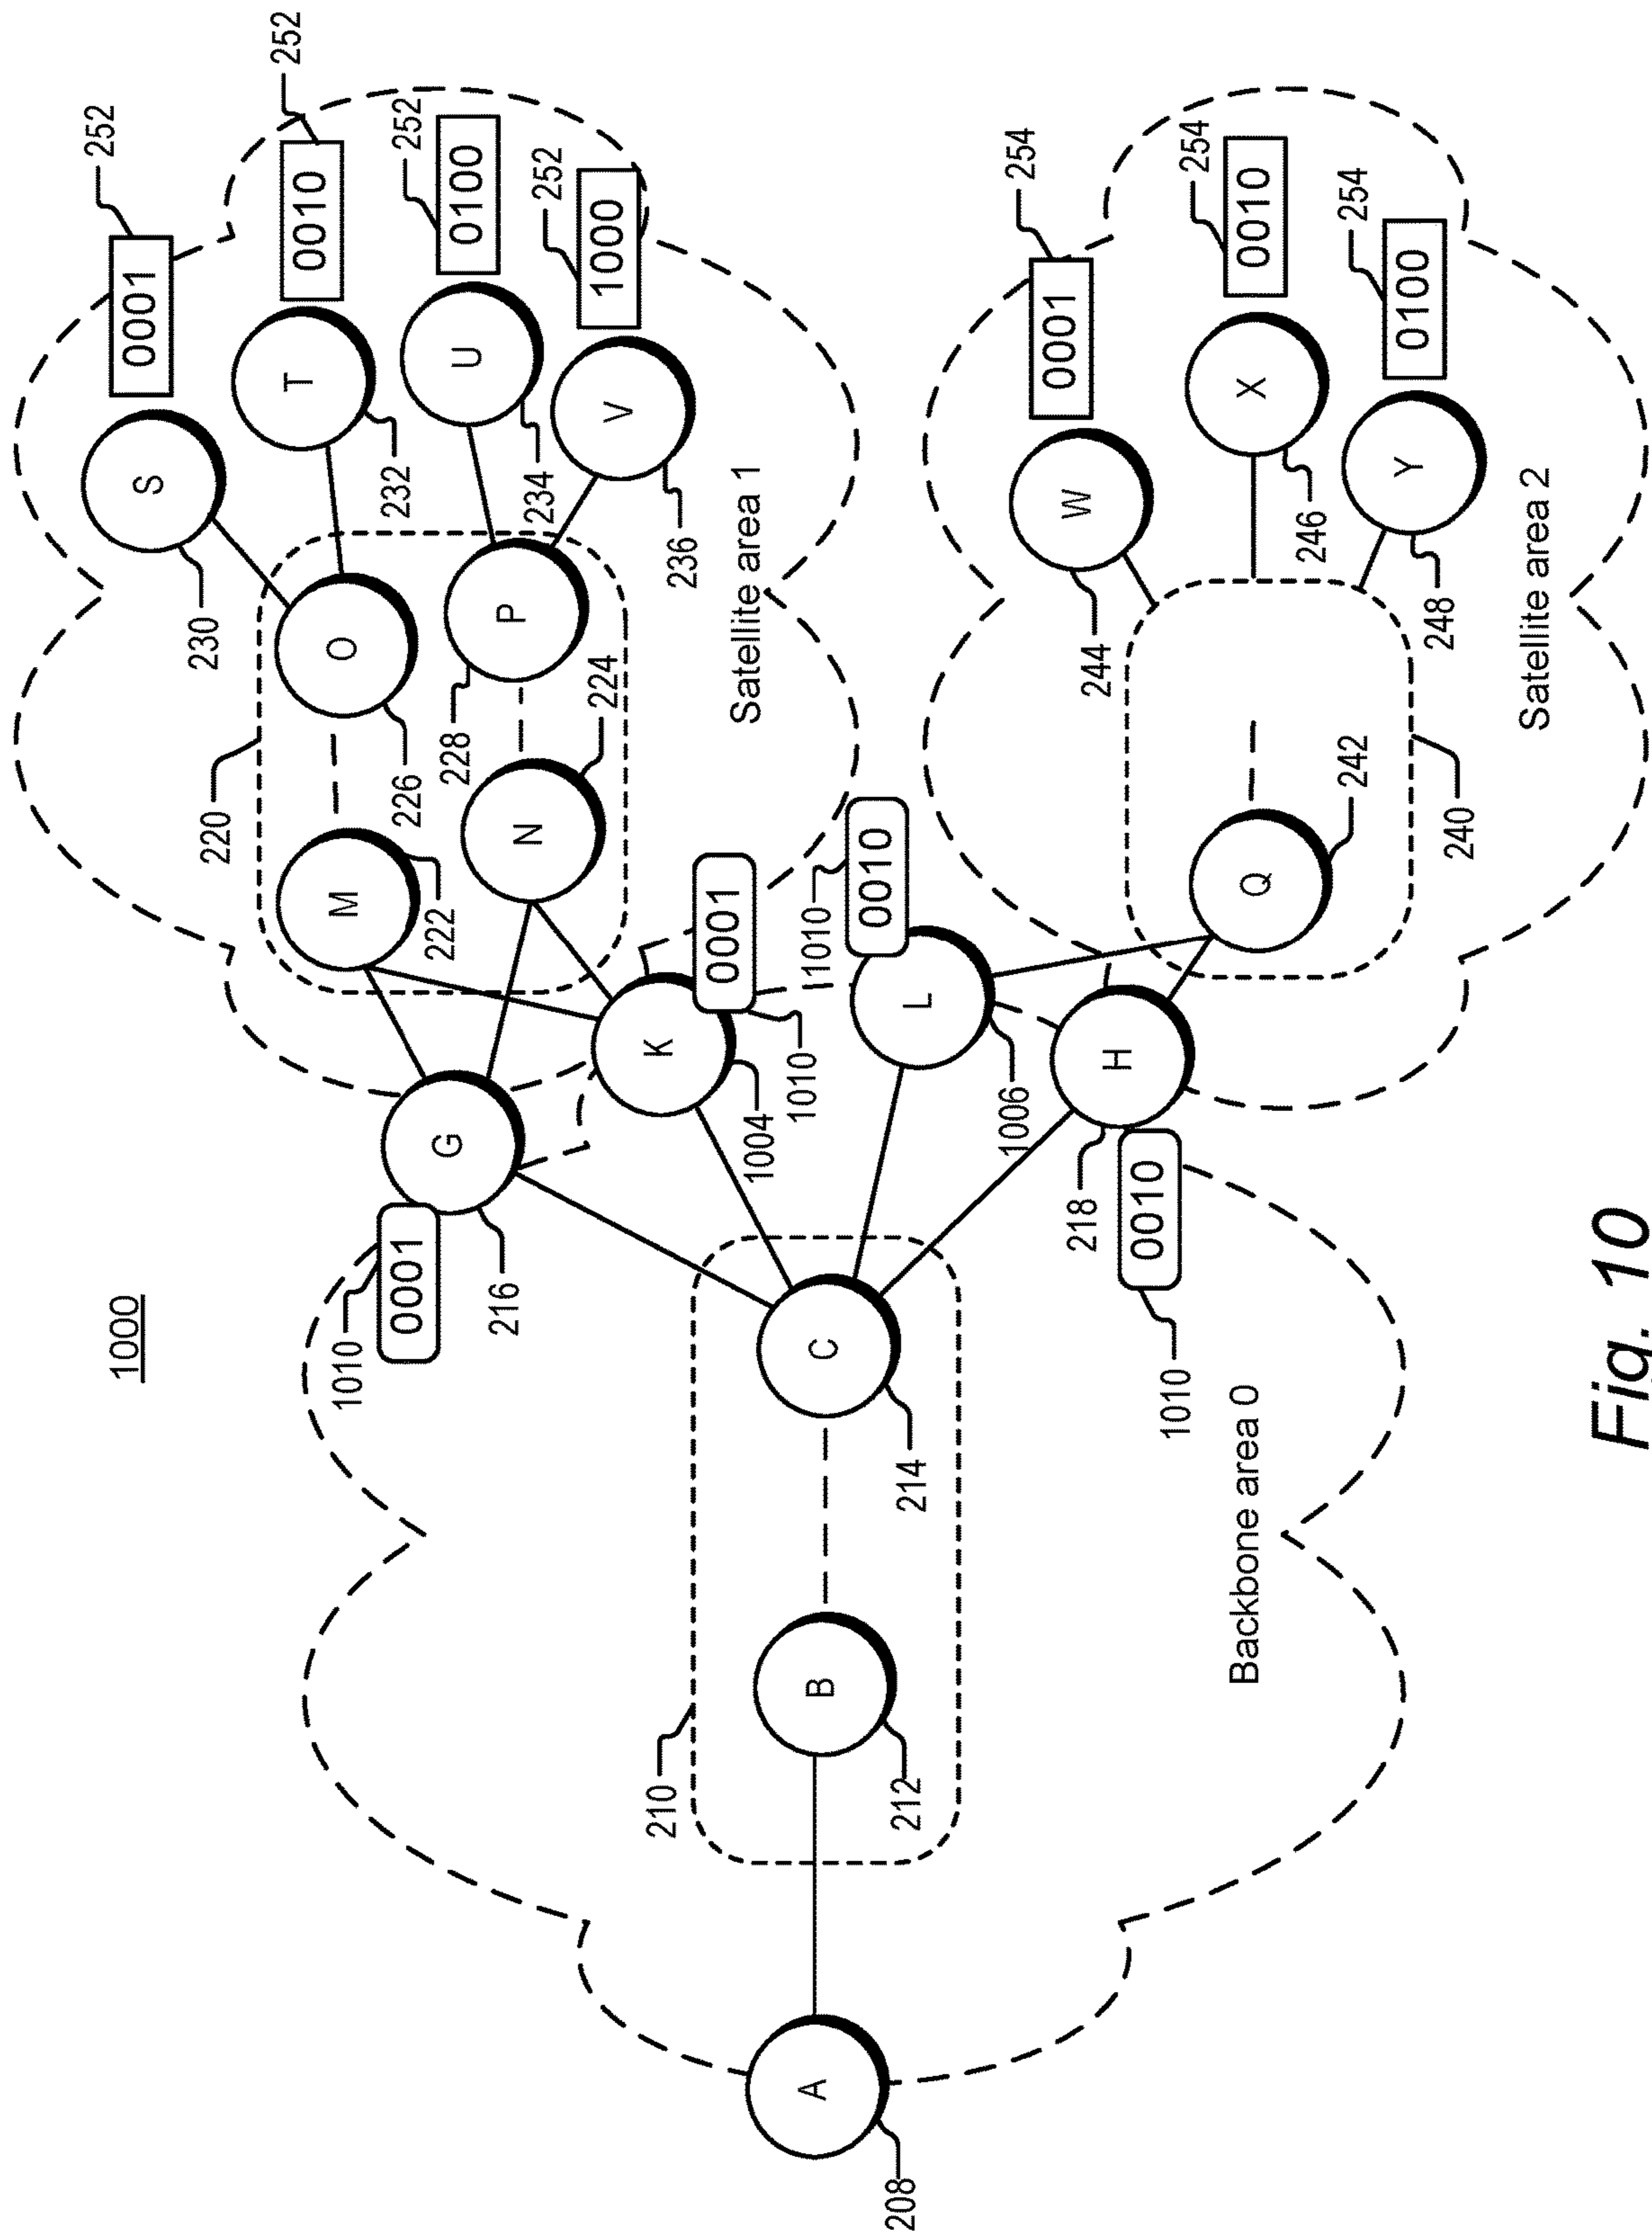 1000
252
0001
S
230
252
0010
T
232
252
0100
U
234
252
1000
V
236
220
O
226
P
228
M
222
N
224
Satellite area 1
1010
0001
G
216
K
1004
0001
1010
1010
0010
L
1006
H
218
0010
1010
210
A
208
B
212
C
214
Backbone area 0
254
0001
W
244
254
0010
X
246
254
0100
Y
248
Q
242
240
Satellite area 2
Fig. 10